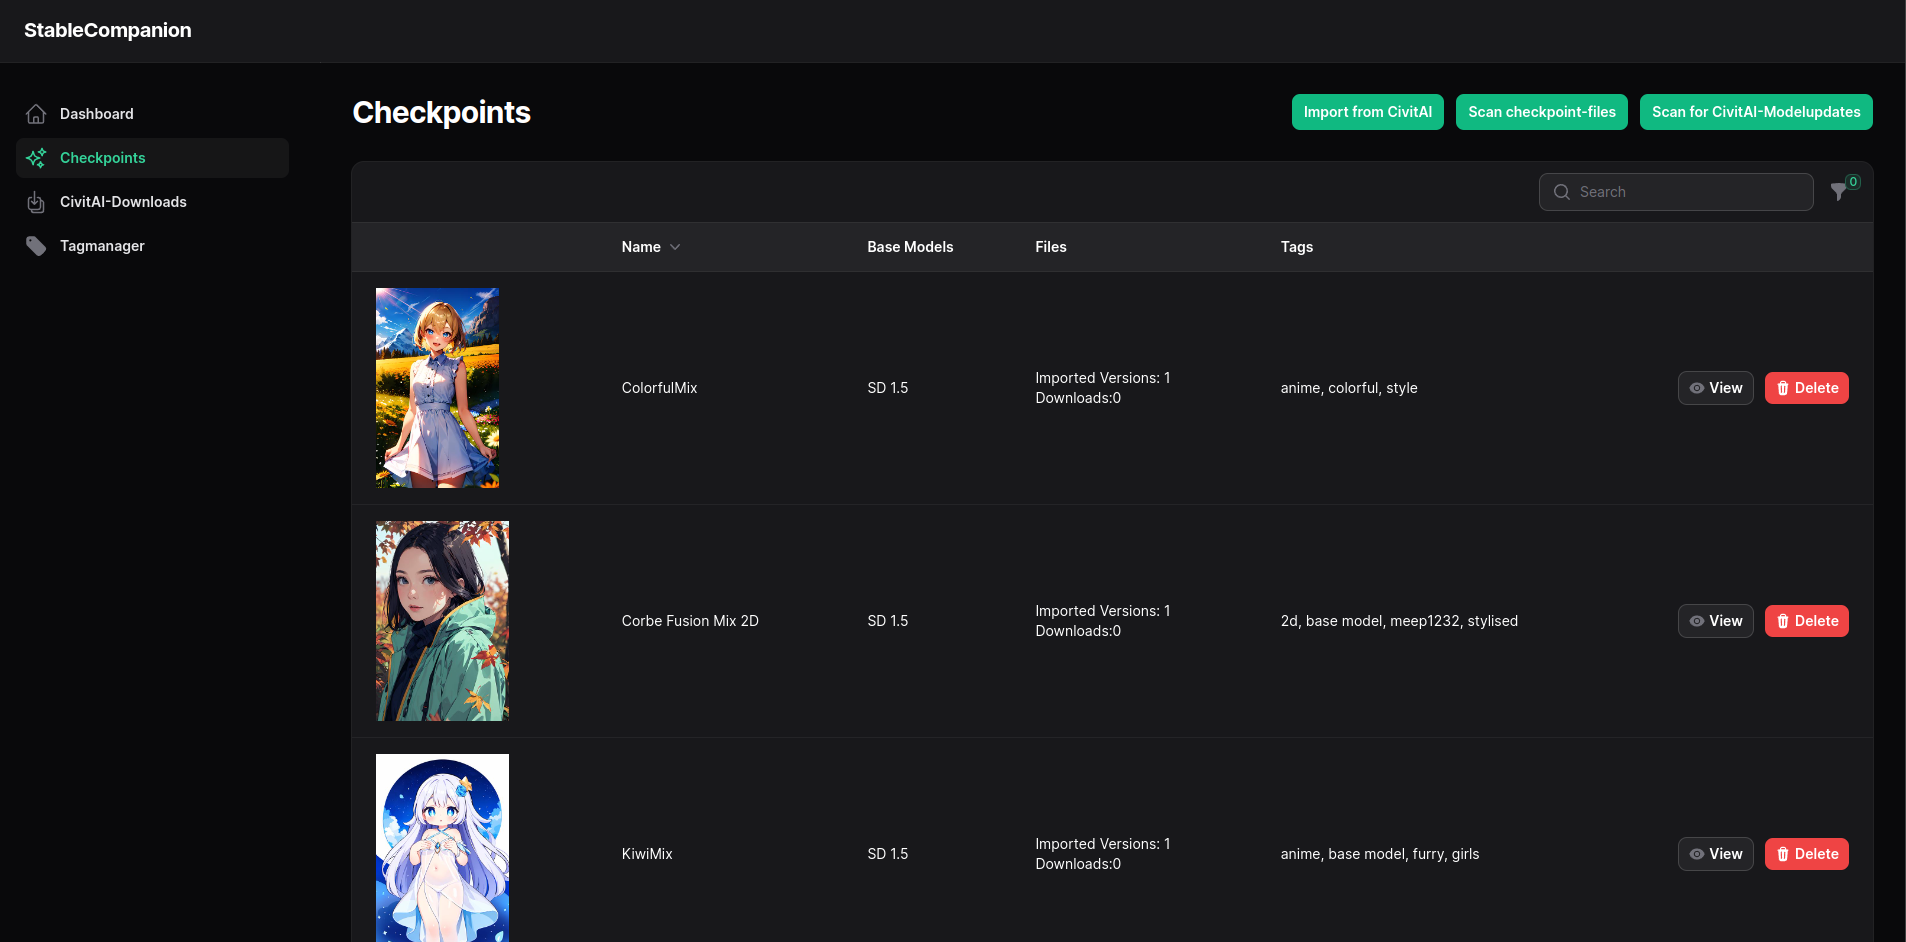 StableCompanion
Dashboard
Checkpoints
CivitAI-Downloads
Tagmanager
Checkpoints
Import from CivitAI
Scan checkpoint-files
Scan for CivitAI-Modelupdates
Search
0
Name
Base Models
Files
Tags
ColorfulMix
SD 1.5
Imported Versions: 1
Downloads:0
anime, colorful, style
View
Delete
Corbe Fusion Mix 2D
SD 1.5
Imported Versions: 1
Downloads:0
2d, base model, meep1232, stylised
View
Delete
KiwiMix
SD 1.5
Imported Versions: 1
Downloads:0
anime, base model, furry, girls
View
Delete